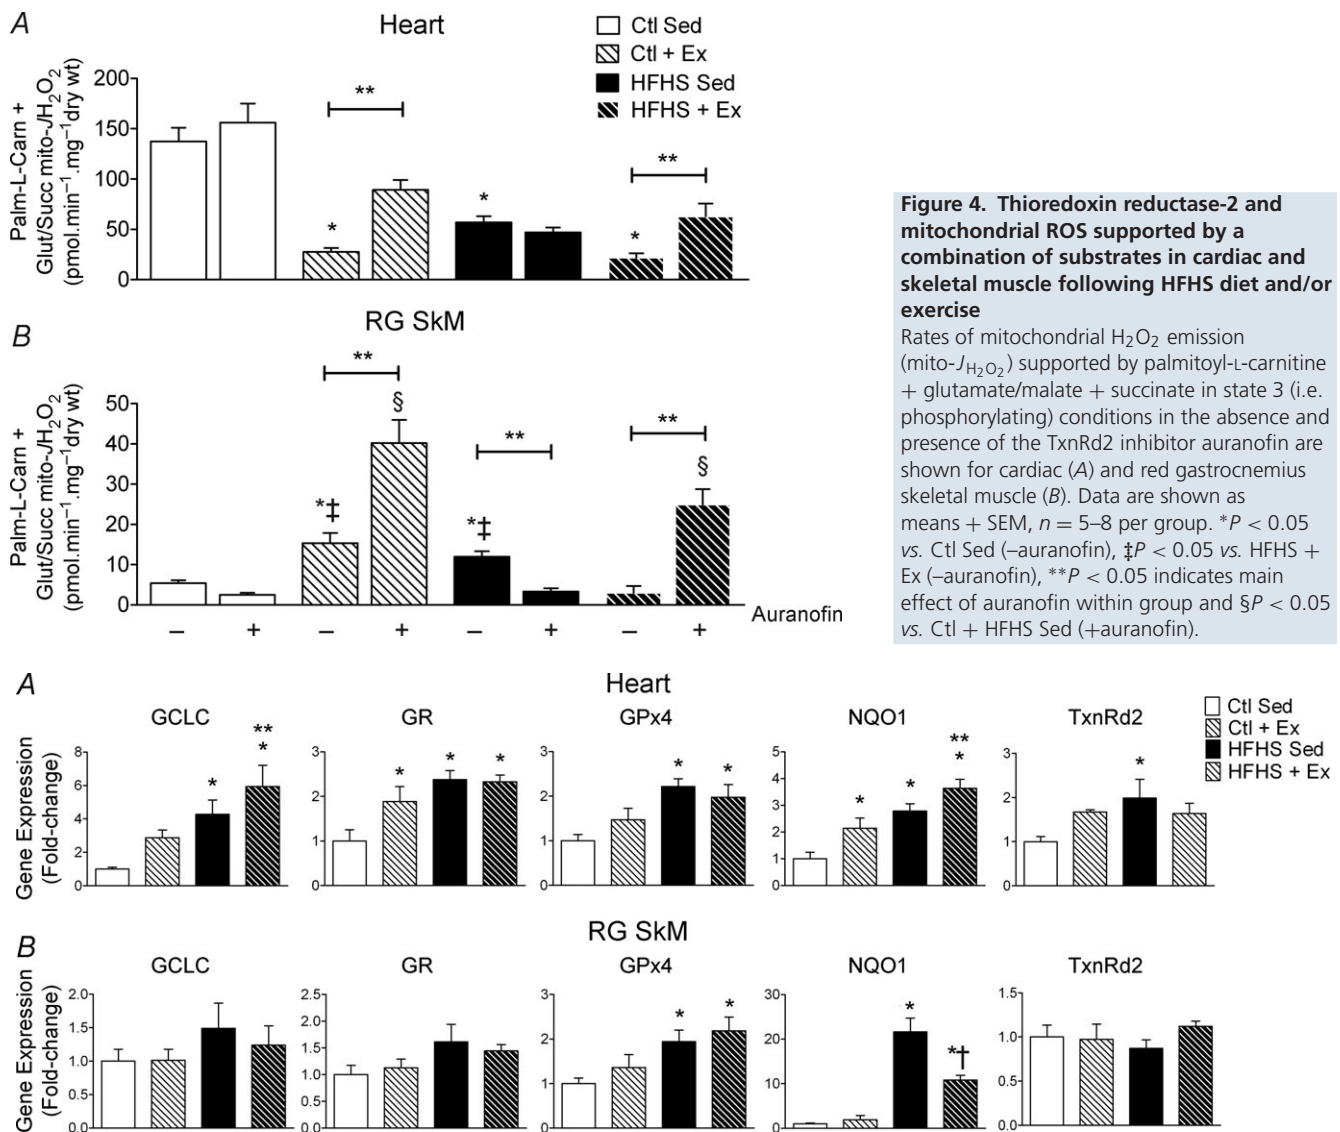 A
Heart
Ctl Sed
Ctl + Ex
HFHS Sed
HFHS + Ex
Palm-L-Carn +
Glut/Succ mito-JH₂O₂
(pmol.min⁻¹.mg⁻¹dry wt)
200
150
100
50
0
**
*
*
**
*
B
RG SkM
Palm-L-Carn +
Glut/Succ mito-JH₂O₂
(pmol.min⁻¹.mg⁻¹dry wt)
50
40
30
20
10
0
**
*‡
§
**
*‡
**
§
– + – + – + – +
Auranofin
Figure 4. Thioredoxin reductase-2 and
mitochondrial ROS supported by a
combination of substrates in cardiac and
skeletal muscle following HFHS diet and/or
exercise
Rates of mitochondrial H₂O₂ emission
(mito-J_H₂O₂) supported by palmitoyl-L-carnitine
+ glutamate/malate + succinate in state 3 (i.e.
phosphorylating) conditions in the absence and
presence of the TxnRd2 inhibitor auranofin are
shown for cardiac (A) and red gastrocnemius
skeletal muscle (B). Data are shown as
means + SEM, n = 5–8 per group. *P < 0.05
vs. Ctl Sed (–auranofin), ‡P < 0.05 vs. HFHS +
Ex (–auranofin), **P < 0.05 indicates main
effect of auranofin within group and §P < 0.05
vs. Ctl + HFHS Sed (+auranofin).
A
Heart
Gene Expression
(Fold-change)
GCLC
8
6
4
2
0
*
**
*
GR
3
2
1
0
*
*
*
GPx4
3
2
1
0
*
*
NQO1
5
4
3
2
1
0
*
*
**
*
TxnRd2
3
2
1
0
*
Ctl Sed
Ctl + Ex
HFHS Sed
HFHS + Ex
B
RG SkM
Gene Expression
(Fold-change)
GCLC
2.0
1.5
1.0
0.5
0.0
GR
2.5
2.0
1.5
1.0
0.5
0.0
GPx4
3
2
1
0
*
*
NQO1
30
20
10
0
*
*†
TxnRd2
1.5
1.0
0.5
0.0